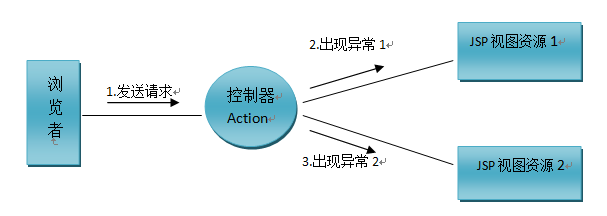 浏览者
1.发送请求
控制器
Action
2.出现异常 1
3.出现异常 2
JSP 视图资源 1
JSP 视图资源 2